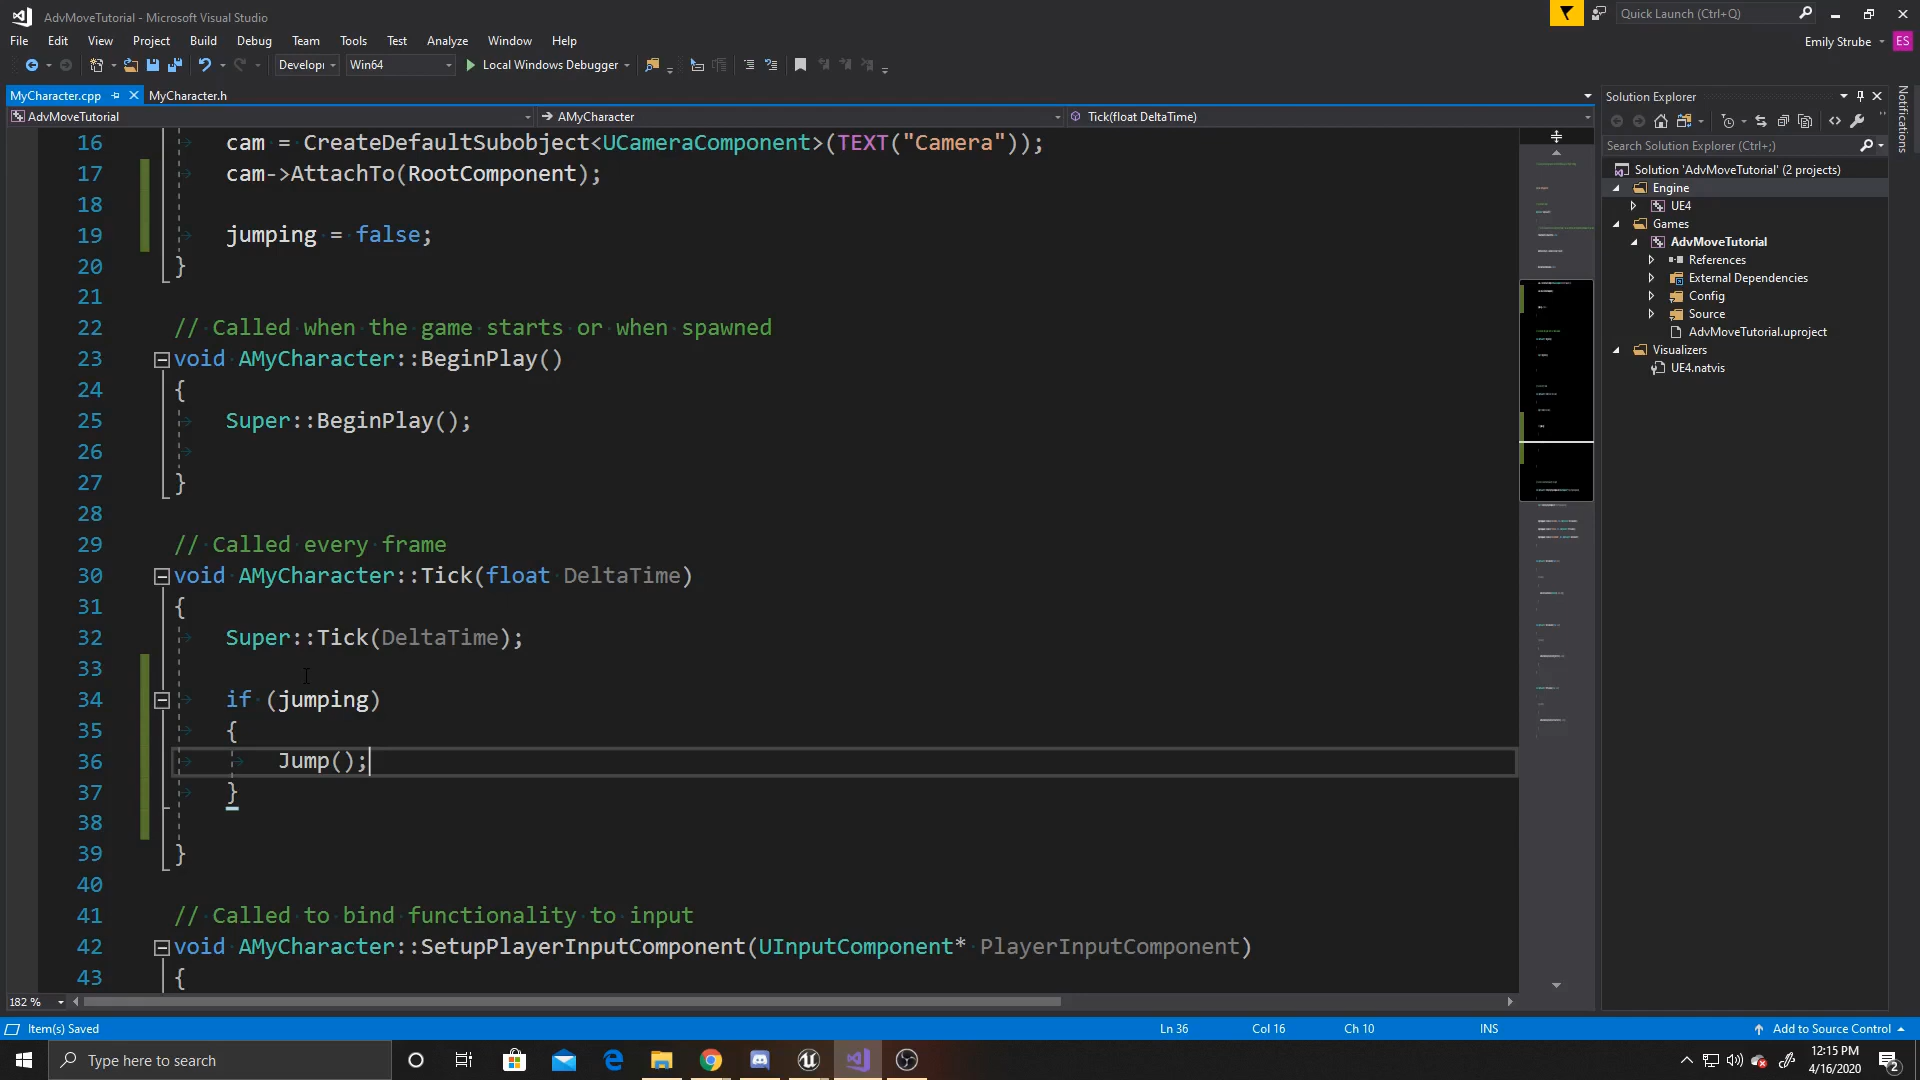 AdvMoveTutorial - Microsoft Visual Studio
Quick Launch (Ctrl+Q)
File Edit View Project Build Debug Team Tools Test Analyze Window Help
Emily Strube
ES
Developı
Win64
Local Windows Debugger
MyCharacter.cpp
MyCharacter.h
AdvMoveTutorial
AMyCharacter
Tick(float DeltaTime)
16 cam = CreateDefaultSubobject<UCameraComponent>(TEXT("Camera"));
17 cam->AttachTo(RootComponent);
18
19 jumping = false;
20 }
21
22 // Called when the game starts or when spawned
23 void AMyCharacter::BeginPlay()
24 {
25 Super::BeginPlay();
26
27 }
28
29 // Called every frame
30 void AMyCharacter::Tick(float DeltaTime)
31 {
32 Super::Tick(DeltaTime);
33
34 if (jumping)
35 {
36 Jump();
37 }
38
39 }
40
41 // Called to bind functionality to input
42 void AMyCharacter::SetupPlayerInputComponent(UInputComponent* PlayerInputComponent)
43 {
182 %
Solution Explorer
Search Solution Explorer (Ctrl+;)
Solution 'AdvMoveTutorial' (2 projects)
Engine
UE4
Games
AdvMoveTutorial
References
External Dependencies
Config
Source
AdvMoveTutorial.uproject
Visualizers
UE4.natvis
Notifications
Item(s) Saved
Ln 36
Col 16
Ch 10
INS
Add to Source Control
Type here to search
12:15 PM
4/16/2020
2